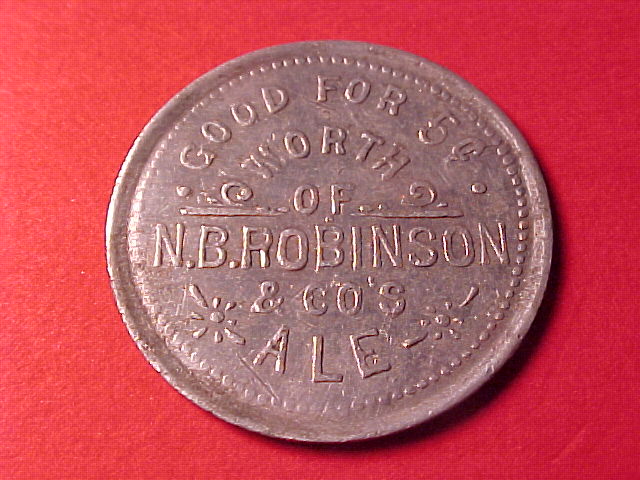 GOOD FOR 5¢
WORTH
OF
N.B.ROBINSON
& CO'S
ALE